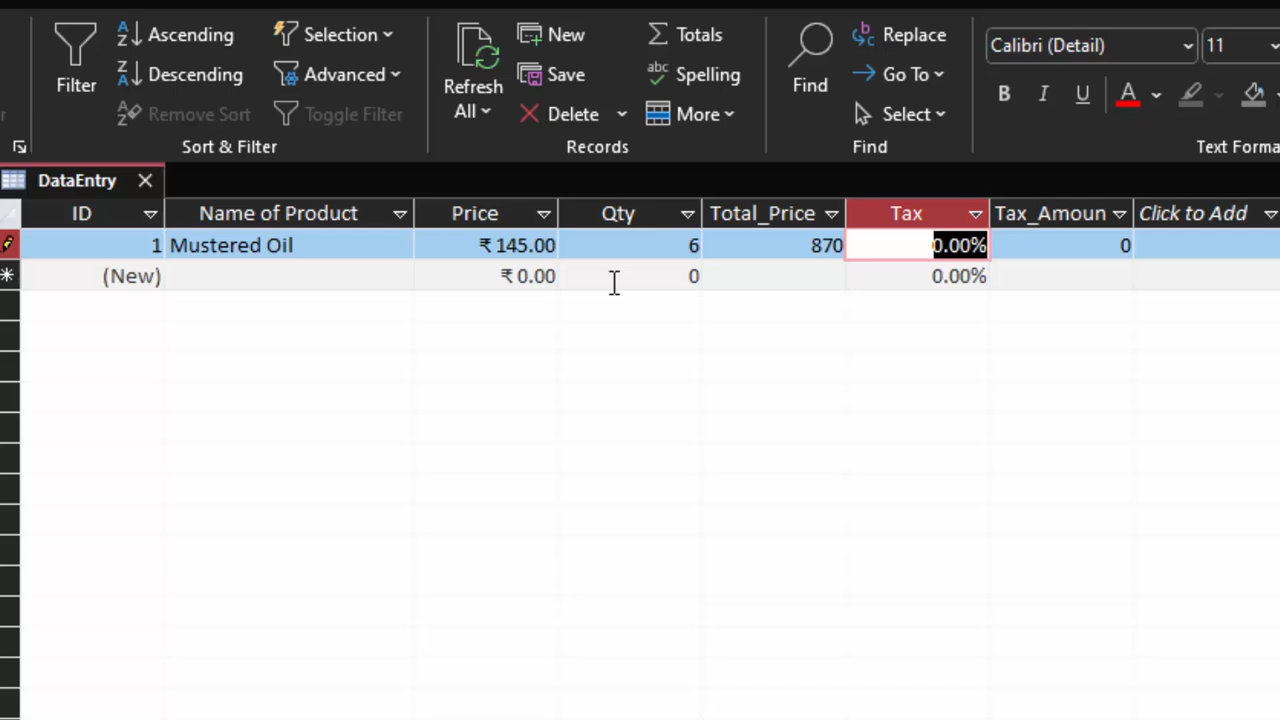 Ascending Selection New Totals Replace Calibri (Detail) 11
Filter Descending Advanced Refresh All Save Spelling Find Go To B I U A
Remove Sort Toggle Filter Delete More Select
Sort & Filter Records Find Text Forma
DataEntry
ID Name of Product Price Qty Total_Price Tax Tax_Amoun Click to Add
1 Mustered Oil ₹ 145.00 6 870 0.00% 0
(New) ₹ 0.00 0 0.00%